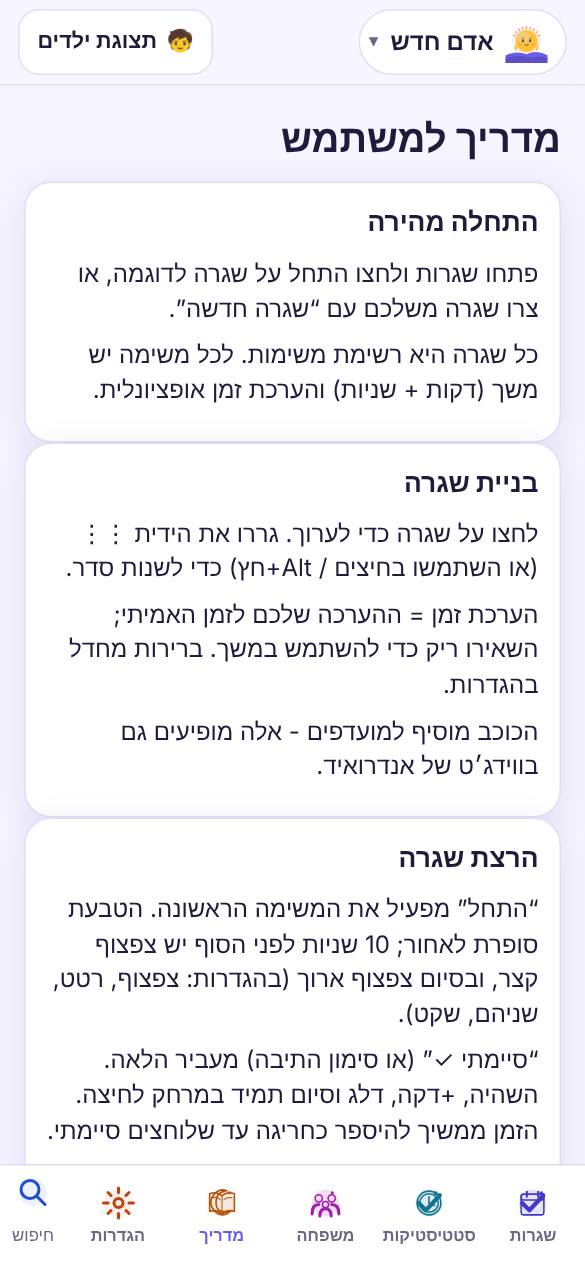 אדם חדש ▾
תצוגת ילדים
מדריך למשתמש
התחלה מהירה
פתחו שגרות ולחצו התחל על שגרה לדוגמה, או
צרו שגרה משלכם עם “שגרה חדשה”.
כל שגרה היא רשימת משימות. לכל משימה יש
משך (דקות + שניות) והערכת זמן אופציונלית.
בניית שגרה
לחצו על שגרה כדי לערוך. גררו את הידית ⋮⋮
(או השתמשו בחיצים / Alt+חץ) כדי לשנות סדר.
הערכת זמן = ההערכה שלכם לזמן האמיתי;
השאירו ריק כדי להשתמש במשך. ברירות מחדל
בהגדרות.
הכוכב מוסיף למועדפים - אלה מופיעים גם
בווידג׳ט של אנדרואיד.
הרצת שגרה
“התחל” מפעיל את המשימה הראשונה. הטבעת
סופרת לאחור; 10 שניות לפני הסוף יש צפצוף
קצר, ובסיום צפצוף ארוך (בהגדרות: צפצוף, רטט,
שניהם, שקט).
“סיימתי ✓” (או סימון התיבה) מעביר הלאה.
השהיה, +דקה, דלג וסיום תמיד במרחק לחיצה.
הזמן ממשיך להיספר כחריגה עד שלוחצים סיימתי.
שגרות
סטטיסטיקות
משפחה
מדריך
הגדרות
חיפוש